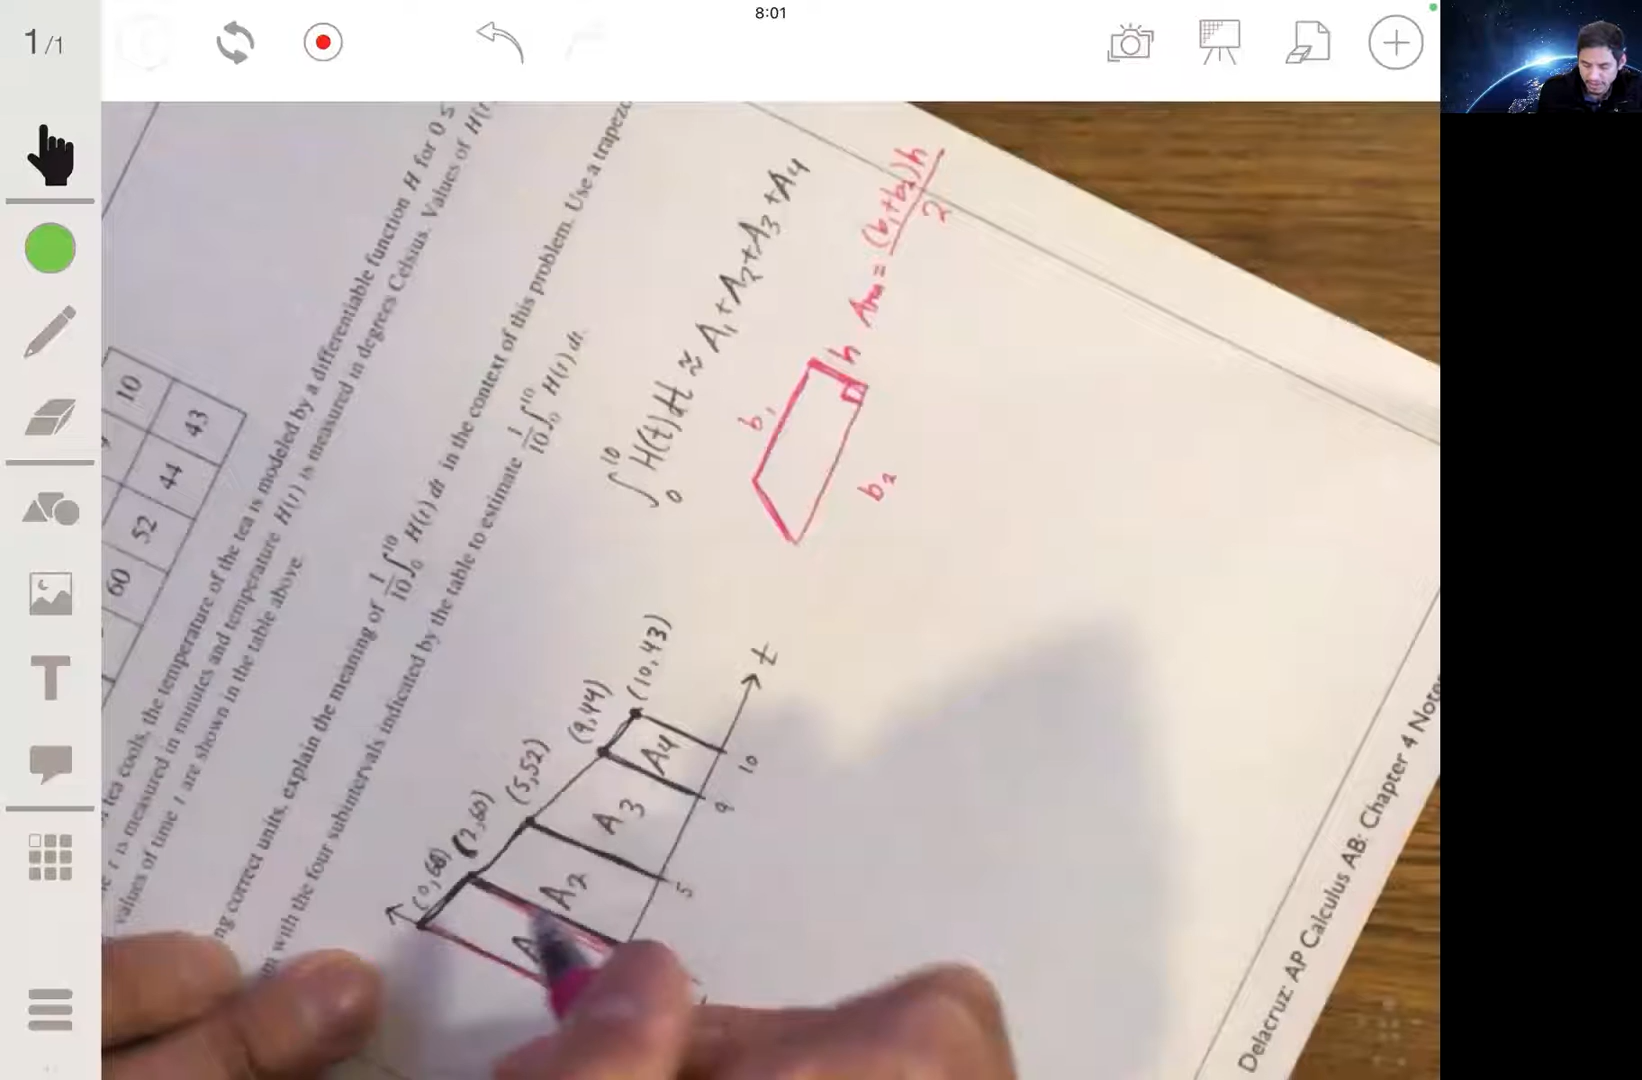 8:01
1/1
T
10
60 52 44 43
tea cools, the temperature of the tea is modeled by a differentiable function H for 0 ≤
t is measured in minutes and temperature H(t) is measured in degrees Celsius. Values of H(t
values of time t are shown in the table above.
ng correct units, explain the meaning of 1/10 ∫₀¹⁰ H(t) dt in the context of this problem. Use a trapezo
with the four subintervals indicated by the table to estimate 1/10 ∫₀¹⁰ H(t) dt.
∫₀¹⁰ H(t)dt ≈ A₁+A₂+A₃+A₄
b₁
h
b₂
Area = (b₁+b₂)h/2
(2,60)
(5,52)
(9,44)
(10,43)
A₂
A₃
A₄
5
9
10
t
Delacruz: AP Calculus AB: Chapter 4 Note